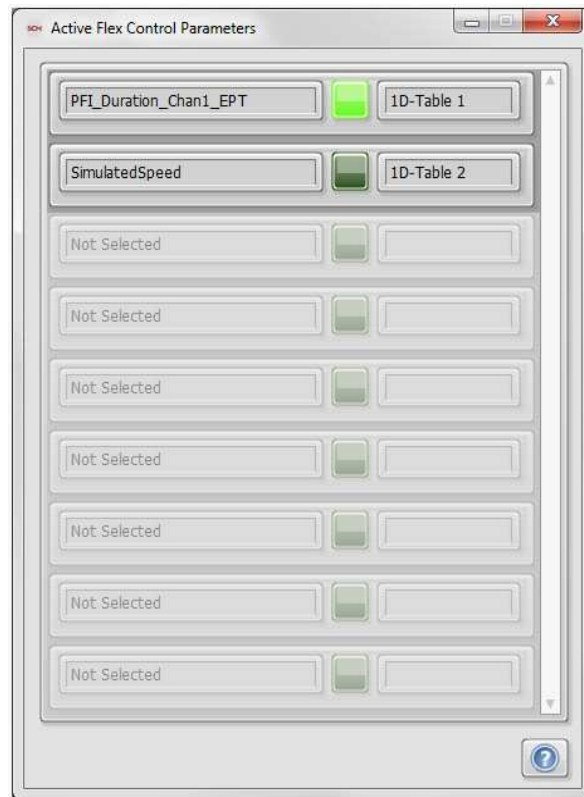 SCM Active Flex Control Parameters
PFI_Duration_Chan1_EPT 1D-Table 1
SimulatedSpeed 1D-Table 2
Not Selected
Not Selected
Not Selected
Not Selected
Not Selected
Not Selected
Not Selected
?